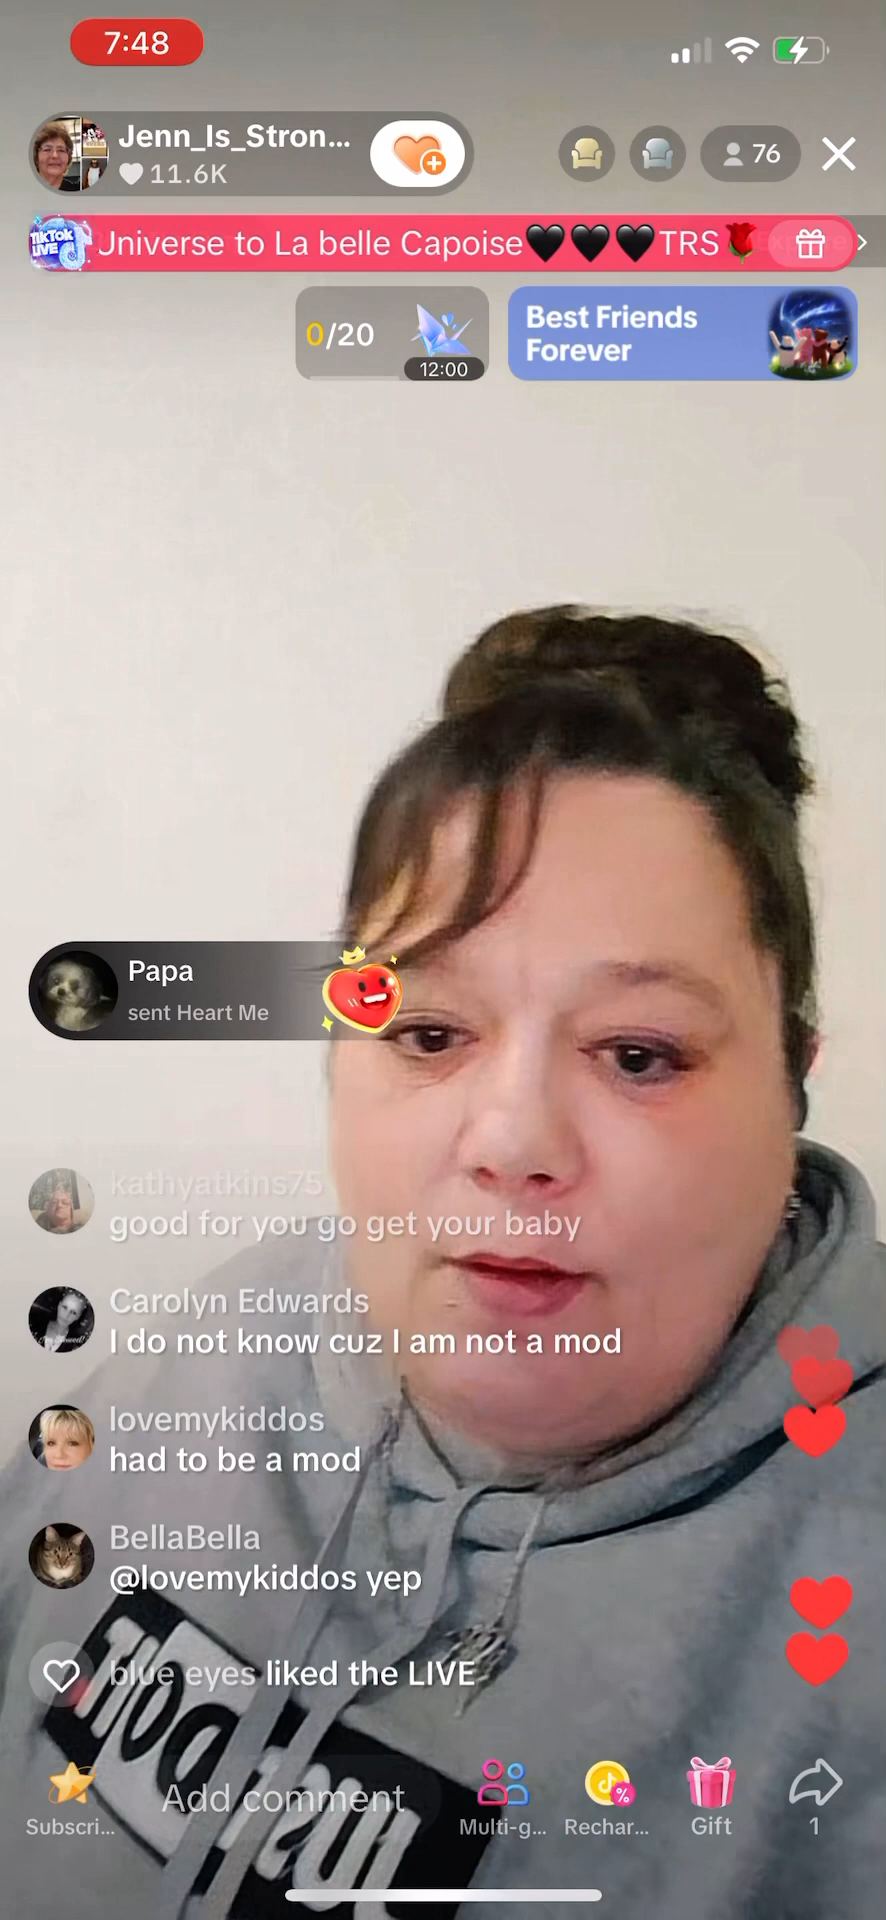 7:48
Jenn_Is_Stron...
11.6K
76
TikTok
LIVE
Universe to La belle Capoise🖤🖤🖤TRS🌹
0/20
12:00
Best Friends
Forever
Papa
sent Heart Me
kathyatkins75
good for you go get your baby
Carolyn Edwards
I do not know cuz I am not a mod
lovemykiddos
had to be a mod
BellaBella
@lovemykiddos yep
blue eyes liked the LIVE
Add comment
Subscri...
Multi-g...
Rechar...
Gift
1